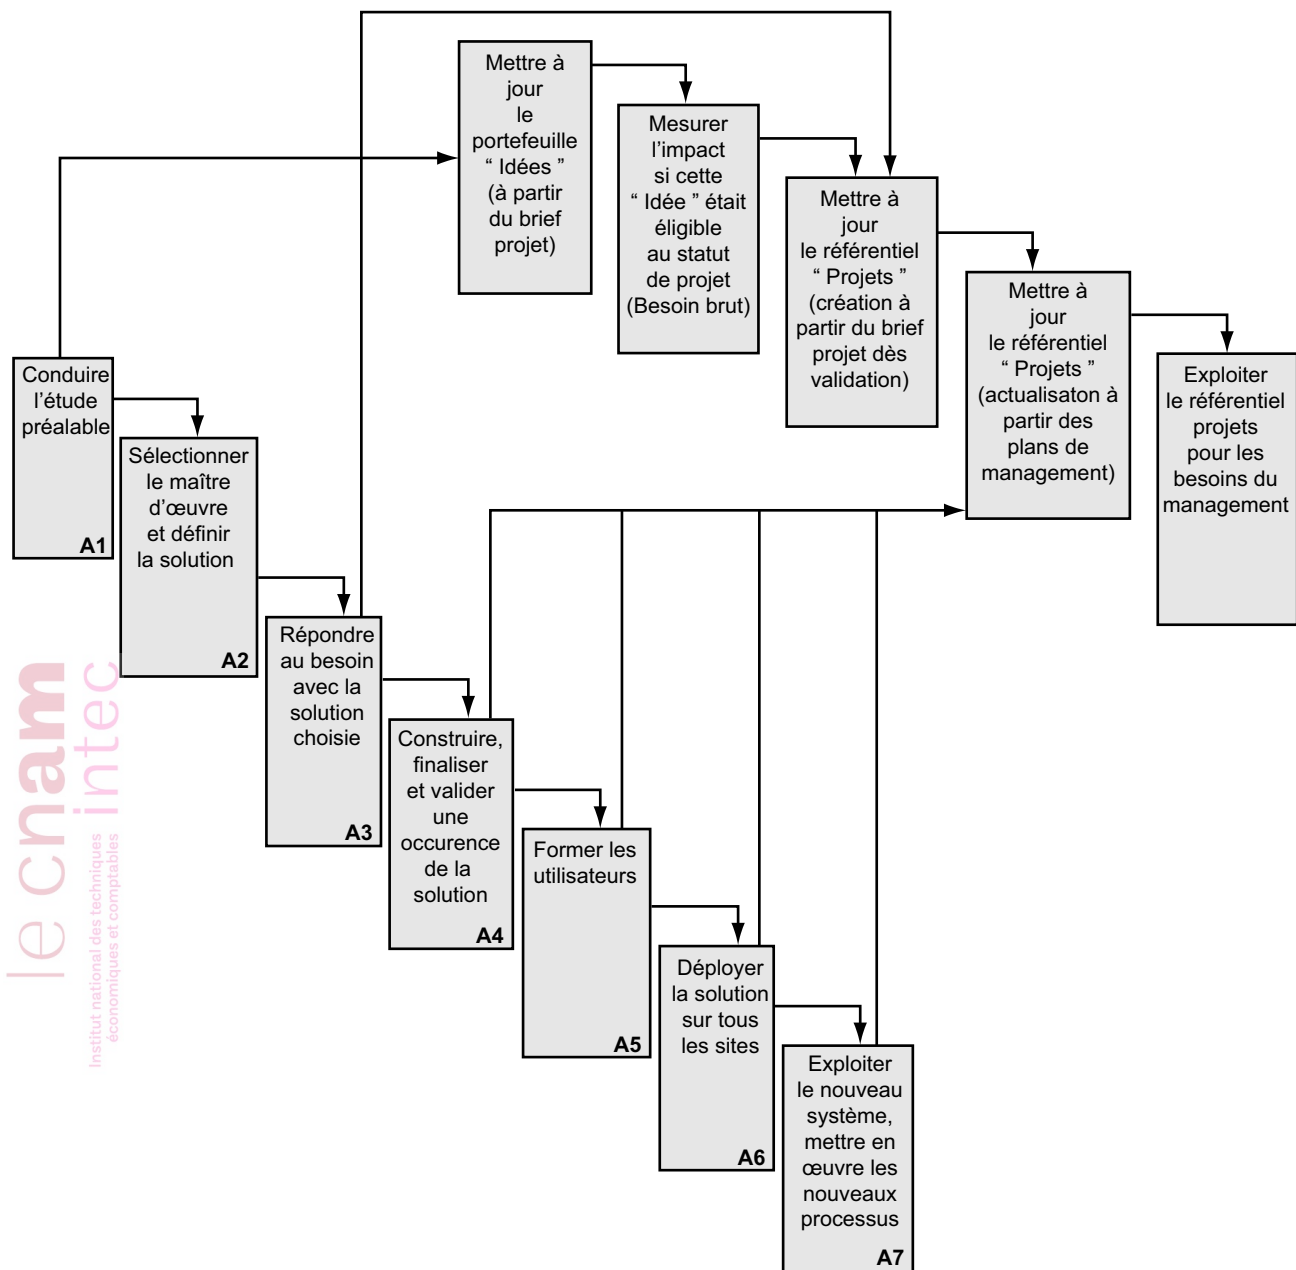 Mettre à
jour
le
portefeuille
“ Idées ”
(à partir
du brief
projet)
Mesurer
l’impact
si cette
“ Idée ” était
éligible
au statut
de projet
(Besoin brut)
Mettre à
jour
le référentiel
“ Projets ”
(création à
partir du brief
projet dès
validation)
Mettre à
jour
le référentiel
“ Projets ”
(actualisaton à
partir des
plans de
management)
Exploiter
le référentiel
projets
pour les
besoins du
management
Conduire
l’étude
préalable
A1
Sélectionner
le maître
d’œuvre
et définir
la solution
A2
Répondre
au besoin
avec la
solution
choisie
A3
Construire,
finaliser
et valider
une
occurence
de la
solution
A4
Former les
utilisateurs
A5
Déployer
la solution
sur tous
les sites
A6
Exploiter
le nouveau
système,
mettre en
œuvre les
nouveaux
processus
A7
le cnam
intec
Institut national des techniques
économiques et comptables